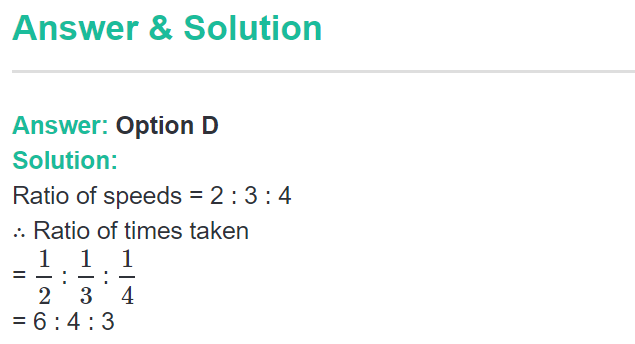 Answer & Solution
Answer: Option D
Solution:
Ratio of speeds = 2 : 3 : 4
∴ Ratio of times taken
= 1/2 : 1/3 : 1/4
= 6 : 4 : 3